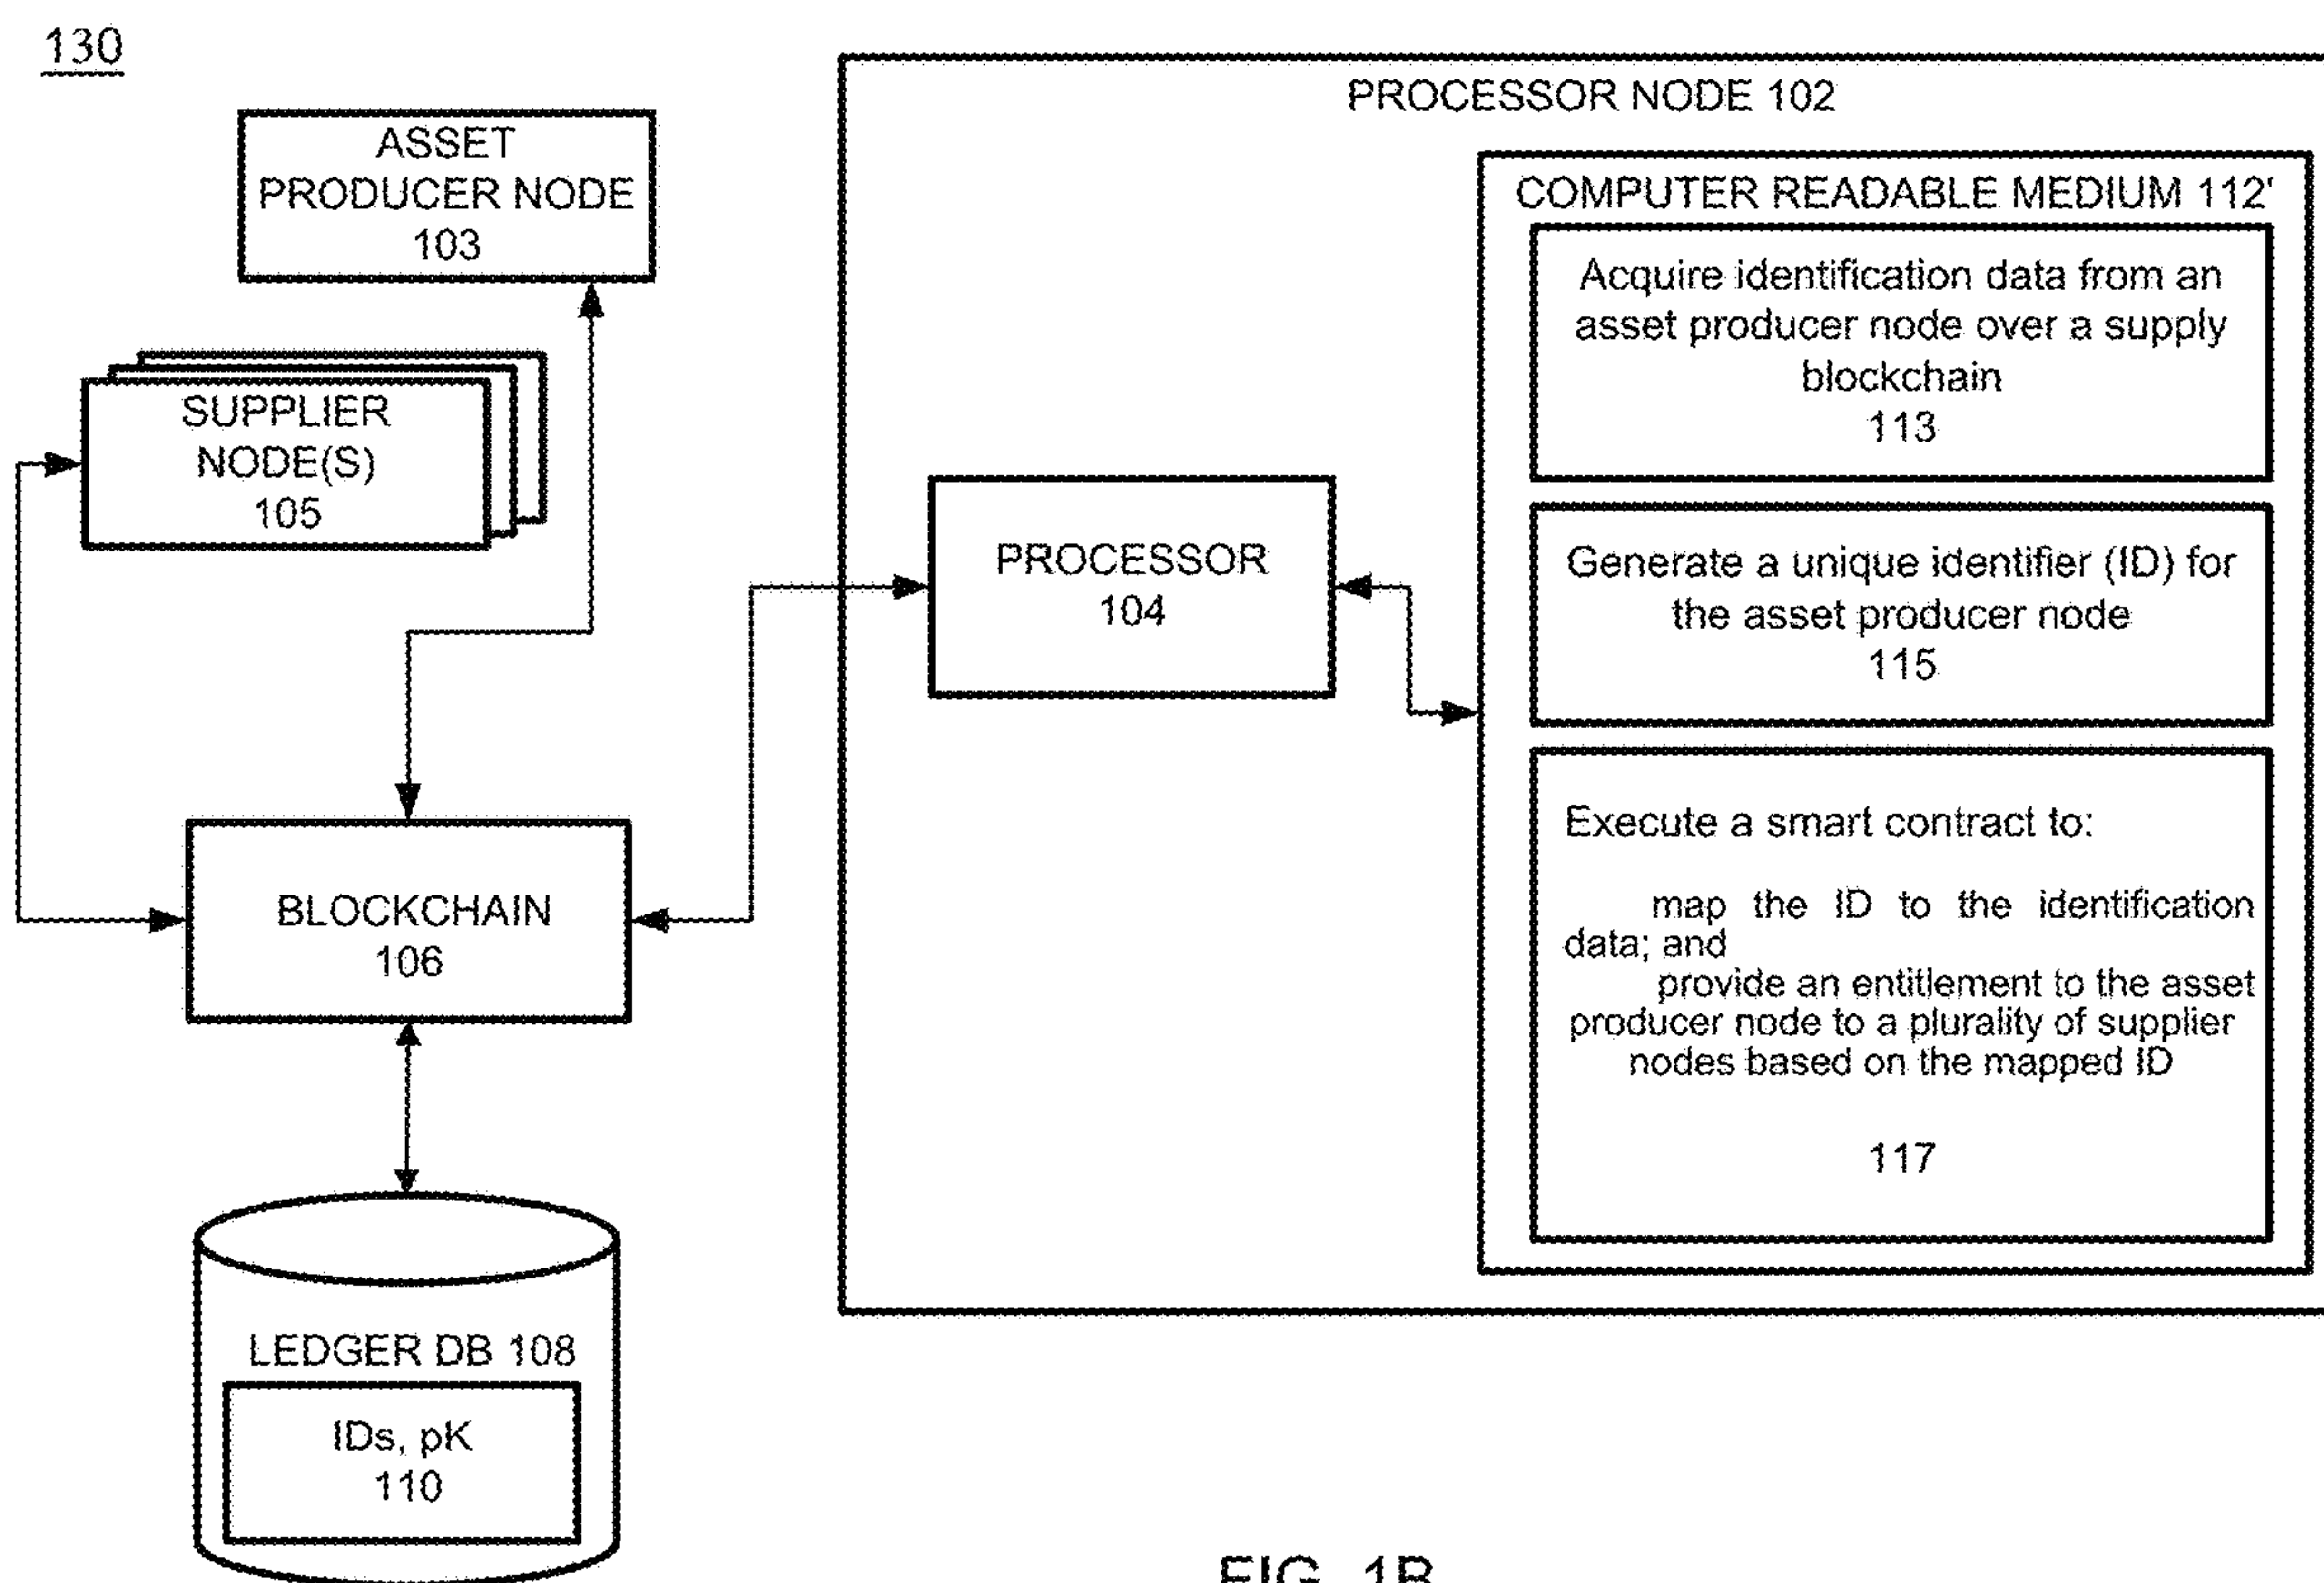 130
ASSET
PRODUCER NODE
103
SUPPLIER
NODE(S)
105
BLOCKCHAIN
106
LEDGER DB 108
IDs, pK
110
PROCESSOR NODE 102
PROCESSOR
104
COMPUTER READABLE MEDIUM 112'
Acquire identification data from an
asset producer node over a supply
blockchain
113
Generate a unique identifier (ID) for
the asset producer node
115
Execute a smart contract to:
map the ID to the identification
data; and
provide an entitlement to the asset
producer node to a plurality of supplier
nodes based on the mapped ID
117
FIG. 1B